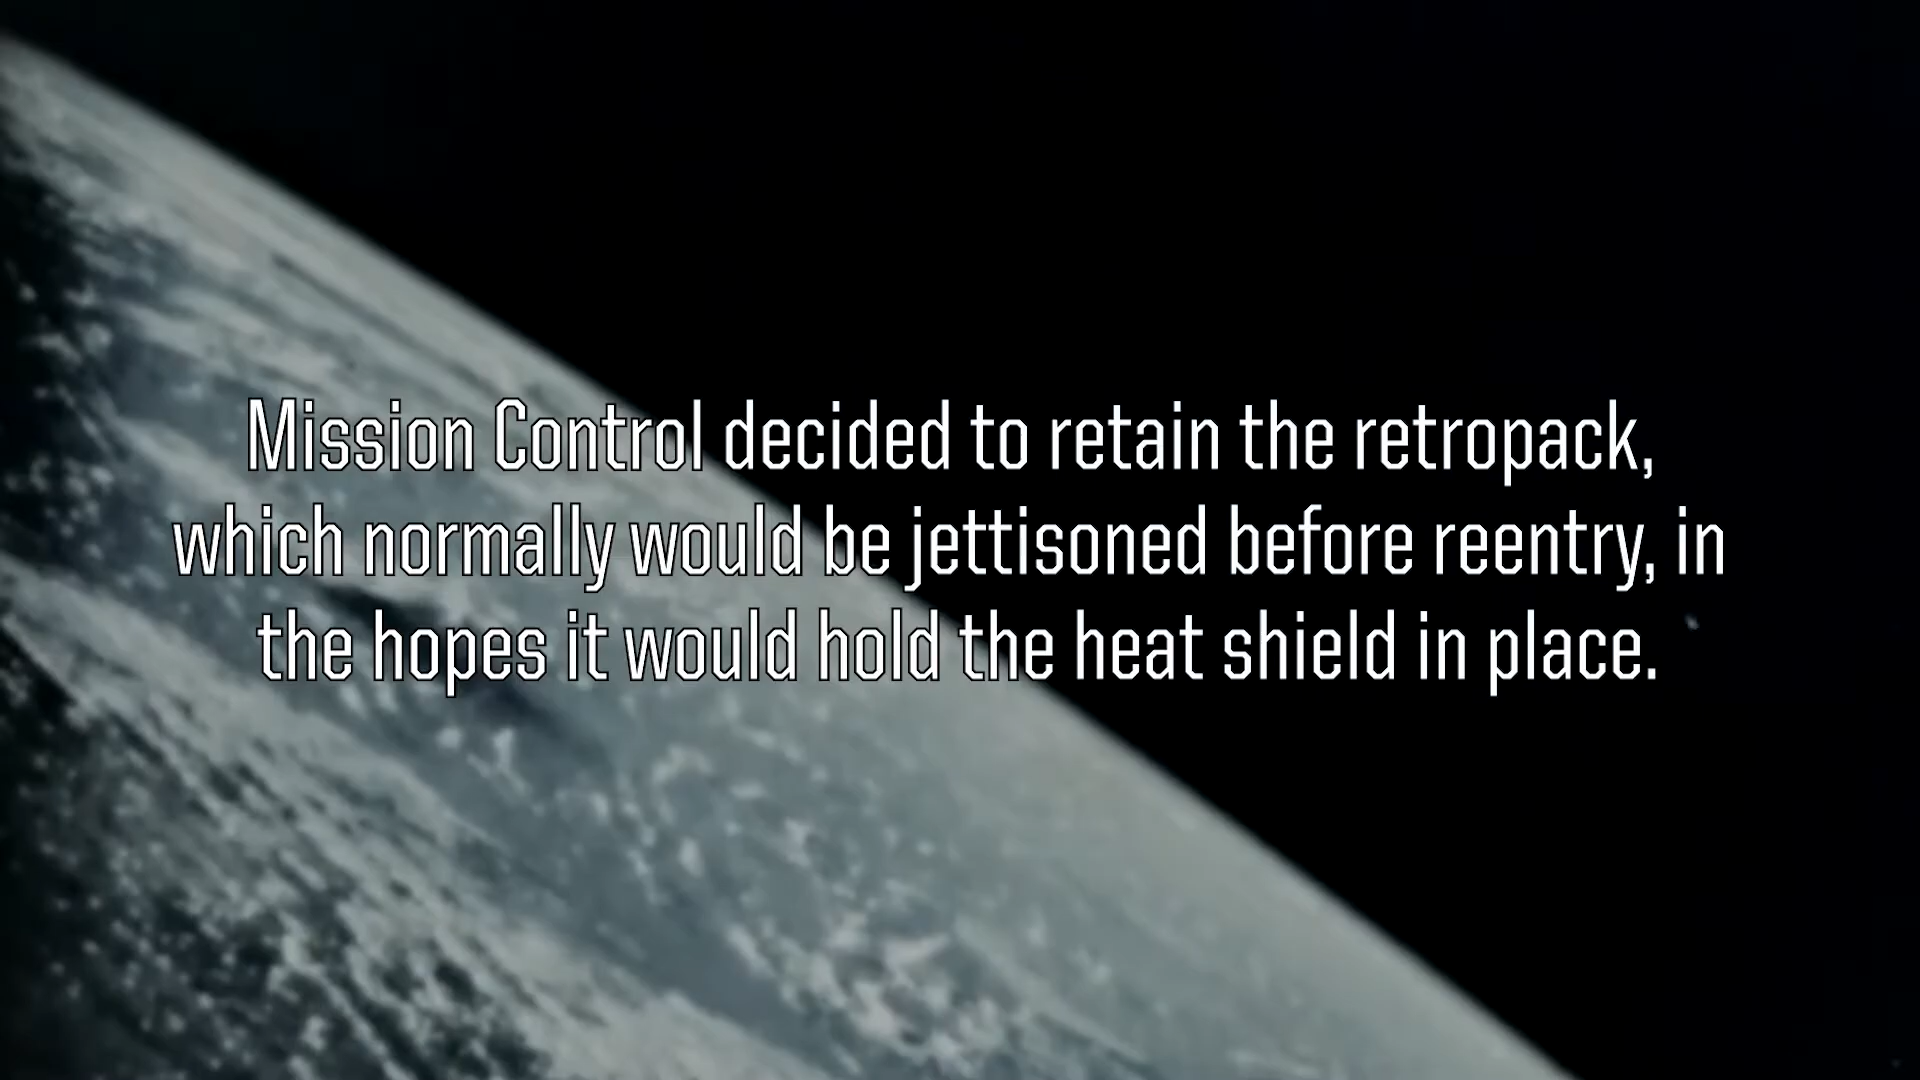 Mission Control decided to retain the retropack,
which normally would be jettisoned before reentry, in
the hopes it would hold the heat shield in place.